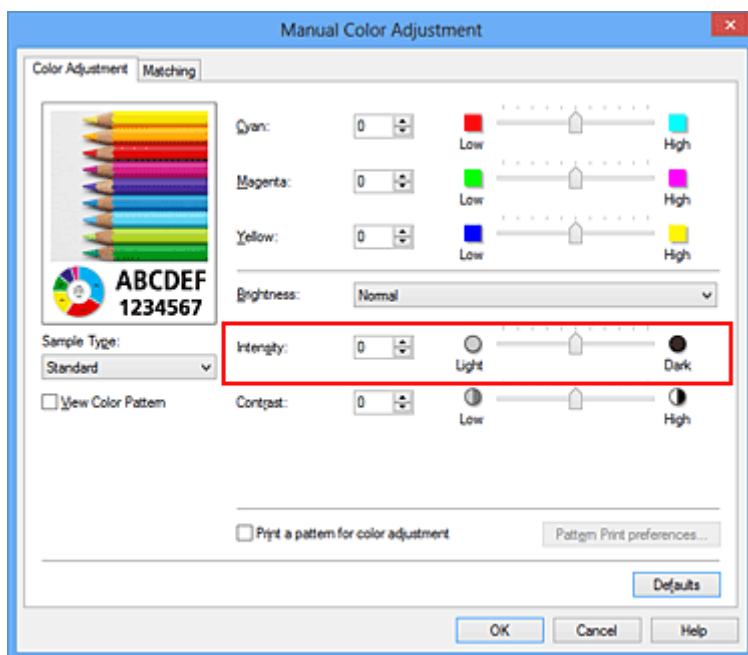 Manual Color Adjustment
Color Adjustment Matching
ABCDEF
1234567
Sample Type:
Standard
View Color Pattern
Cyan: 0 Low High
Magenta: 0 Low High
Yellow: 0 Low High
Brightness: Normal
Intensity: 0 Light Dark
Contrast: 0 Low High
Print a pattern for color adjustment Pattern Print preferences...
Defaults
OK Cancel Help